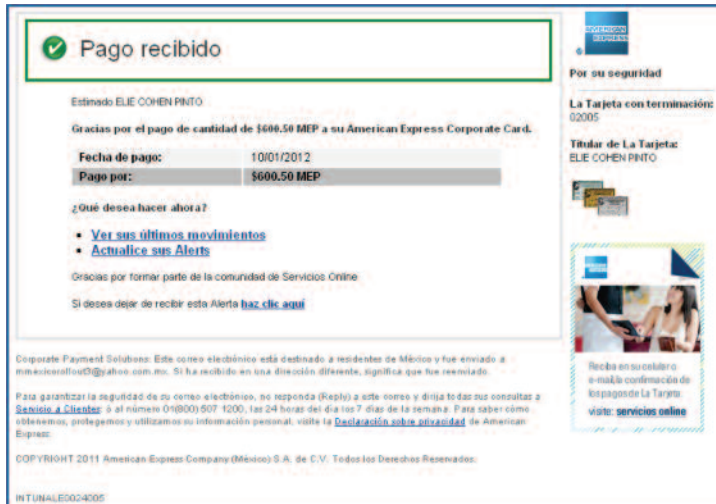 Pago recibido
Estimado ELIE COHEN PINTO
Gracias por el pago de cantidad de $600.50 MEP a su American Express Corporate Card.
Fecha de pago: 10/01/2012
Pago por: $600.50 MEP
¿Qué desea hacer ahora?
Ver sus últimos movimientos
Actualice sus Alerts
Gracias por formar parte de la comunidad de Servicios Online
Si desea dejar de recibir esta Alerta haz clic aquí
AMERICAN
EXPRESS
Por su seguridad
La Tarjeta con terminación:
02005
Titular de La Tarjeta:
ELIE COHEN PINTO
Reciba en su celular o
e-mail,la confirmación de
los pagos de La Tarjeta.
visite: servicios online
Corporate Payment Solutions: Este correo electrónico está destinado a residentes de México y fue enviado a
mmexicorollout3@yahoo.com.mx. Si ha recibido en una dirección diferente, significa que fue reenviado.
Para garantizar la seguridad de su correo electrónico, no responda (Reply) a este correo y dirija todas sus consultas a
Servicio a Clientes: ó al número 01(800) 507 1200, las 24 horas del día los 7 días de la semana. Para saber cómo
obtenemos, protegemos y utilizamos su información personal, visite la Declaración sobre privacidad de American
Express.
COPYRIGHT 2011 American Express Company (México) S.A. de C.V. Todos los Derechos Reservados.
INTUNALE0024005